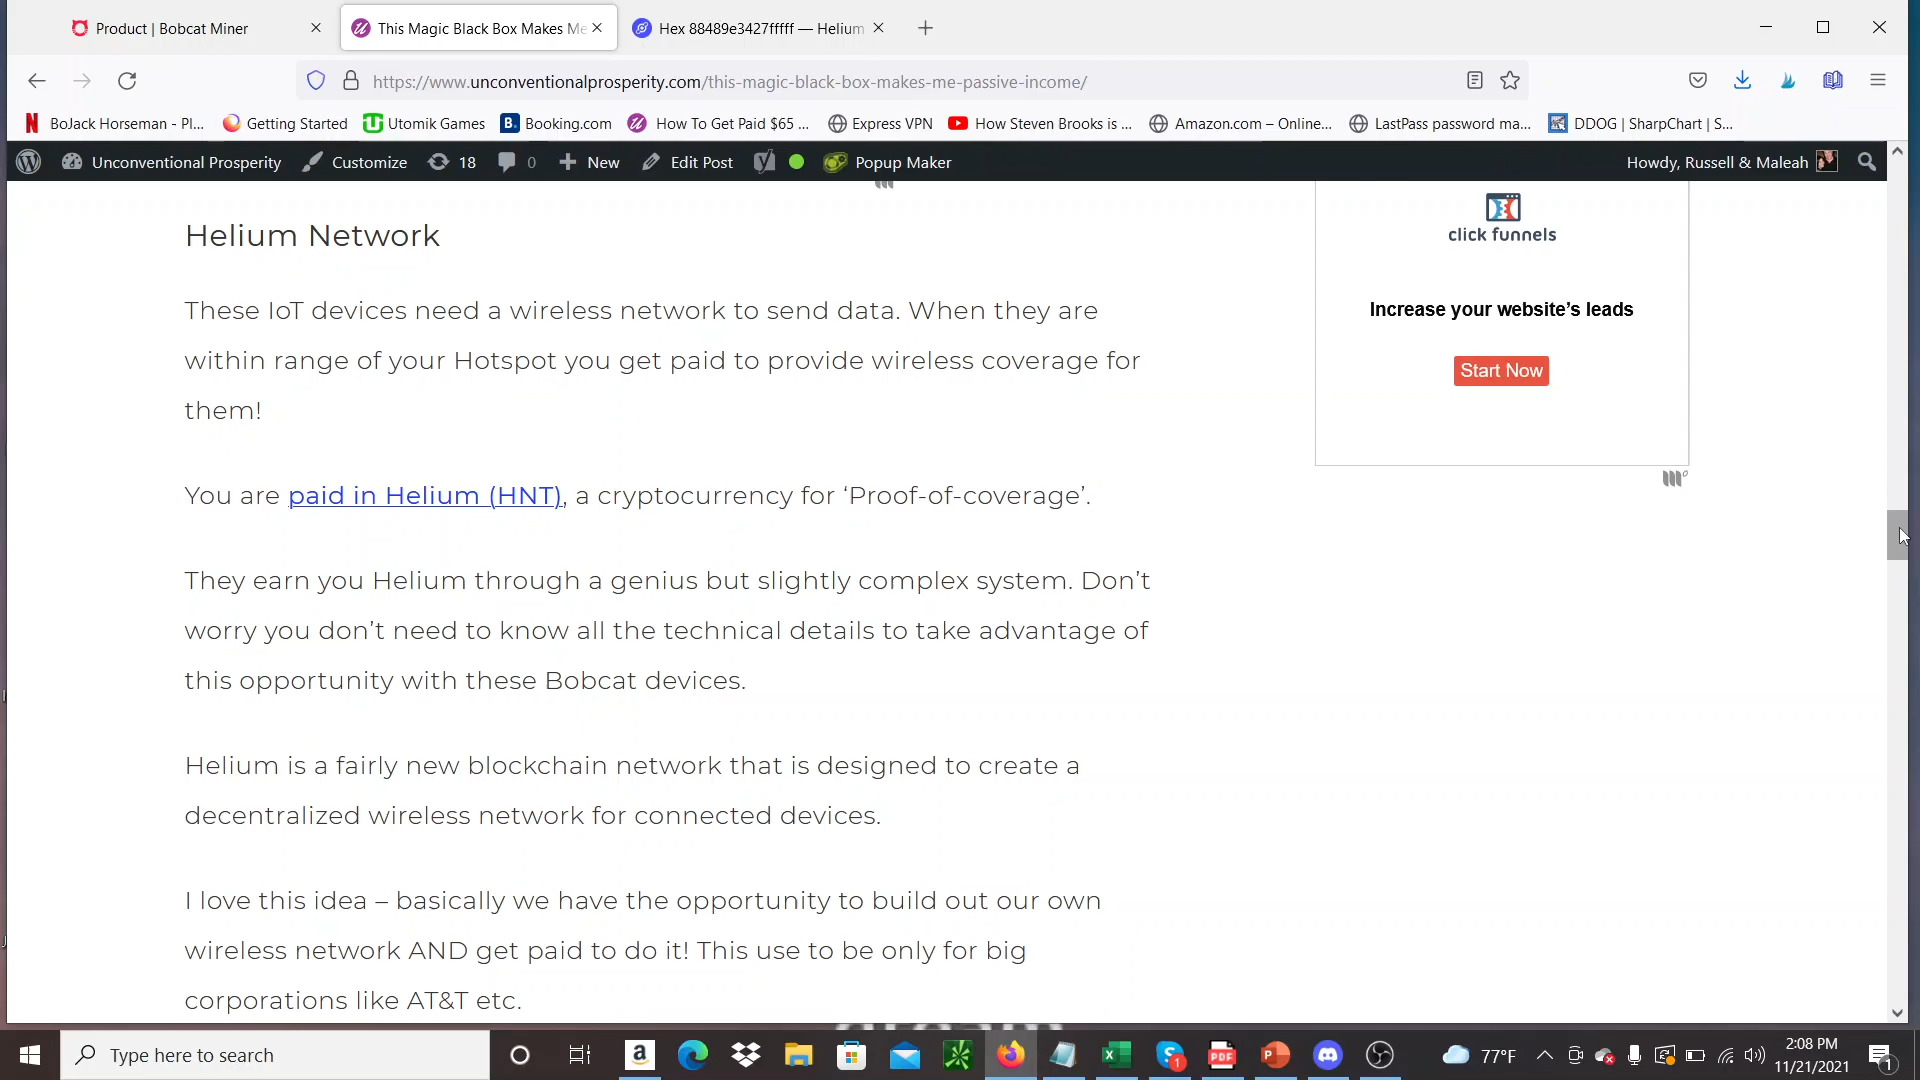 Product | Bobcat Miner
This Magic Black Box Makes Me
Hex 88489e3427fffff — Helium
https://www.unconventionalprosperity.com/this-magic-black-box-makes-me-passive-income/
BoJack Horseman - Pl...
Getting Started
Utomik Games
Booking.com
How To Get Paid $65 ...
Express VPN
How Steven Brooks is ...
Amazon.com – Online...
LastPass password ma...
DDOG | SharpChart | S...
Unconventional Prosperity
Customize
18
0
New
Edit Post
Popup Maker
Howdy, Russell & Maleah
Helium Network
These IoT devices need a wireless network to send data. When they are
within range of your Hotspot you get paid to provide wireless coverage for
them!
You are paid in Helium (HNT), a cryptocurrency for ‘Proof-of-coverage’.
They earn you Helium through a genius but slightly complex system. Don’t
worry you don’t need to know all the technical details to take advantage of
this opportunity with these Bobcat devices.
Helium is a fairly new blockchain network that is designed to create a
decentralized wireless network for connected devices.
I love this idea – basically we have the opportunity to build out our own
wireless network AND get paid to do it! This use to be only for big
corporations like AT&T etc.
click funnels
Increase your website’s leads
Start Now
Type here to search
77°F
2:08 PM
11/21/2021
1